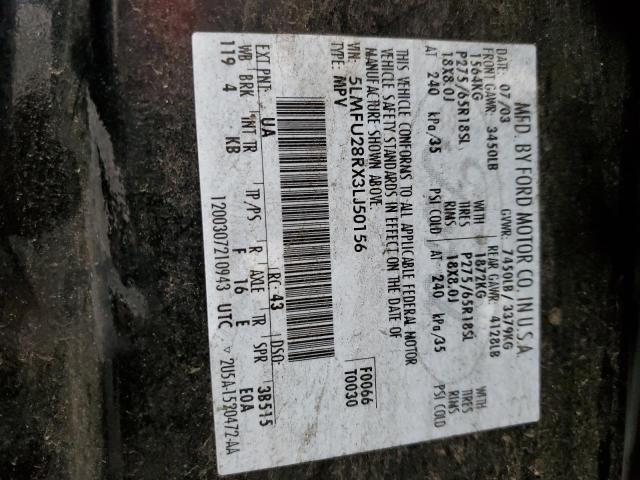 MFD. BY FORD MOTOR CO. IN U.S.A.
DATE: 07/03 GVWR: 7450LB / 3379KG
FRONT GAWR: 3450LB REAR GAWR: 4128LB
1564KG WITH 1872KG WITH
P275/65R18SL TIRES P275/65R18SL TIRES
18X8.0J RIMS 18X8.0J RIMS
AT 240 kPa/35 PSI COLD AT 240 kPa/35 PSI COLD
THIS VEHICLE CONFORMS TO ALL APPLICABLE FEDERAL MOTOR
VEHICLE SAFETY STANDARDS IN EFFECT ON THE DATE OF
MANUFACTURE SHOWN ABOVE.
VIN: 5LMFU28RX3LJ50156 F0066
TYPE: MPV T0030
EXT PNT: UA RC: 43 DSO:
WB BRK INT TR TP/PS R AXLE TR SPR 3B515
119 4 KB F 16 E E0A
1200307210943 UTC 2U5A-1520472-AA